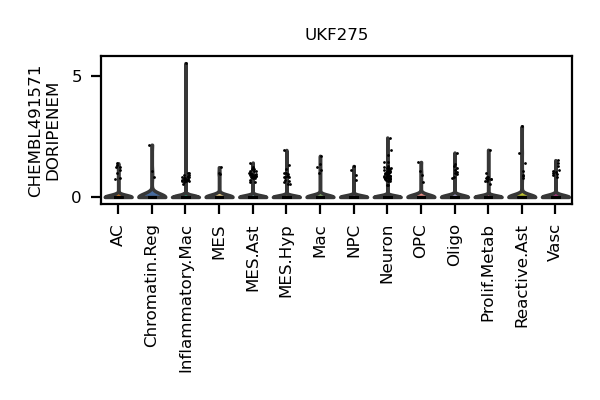 UKF275
CHEMBL491571
DORIPENEM
5
0
AC
Chromatin.Reg
Inflammatory.Mac
MES
MES.Ast
MES.Hyp
Mac
NPC
Neuron
OPC
Oligo
Prolif.Metab
Reactive.Ast
Vasc